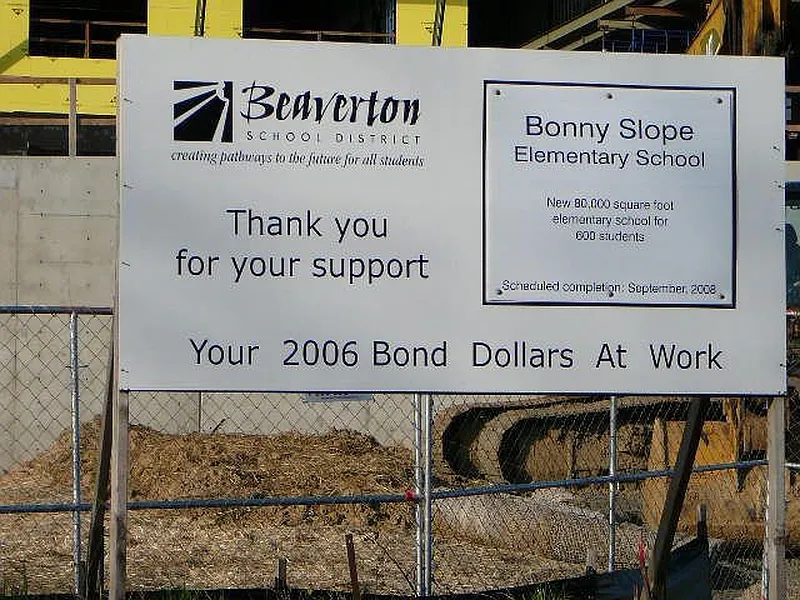 Beaverton
SCHOOL DISTRICT
creating pathways to the future for all students
Thank you
for your support
Bonny Slope
Elementary School
New 80,000 square foot
elementary school for
600 students
Scheduled completion: September, 2008
Your 2006 Bond Dollars At Work